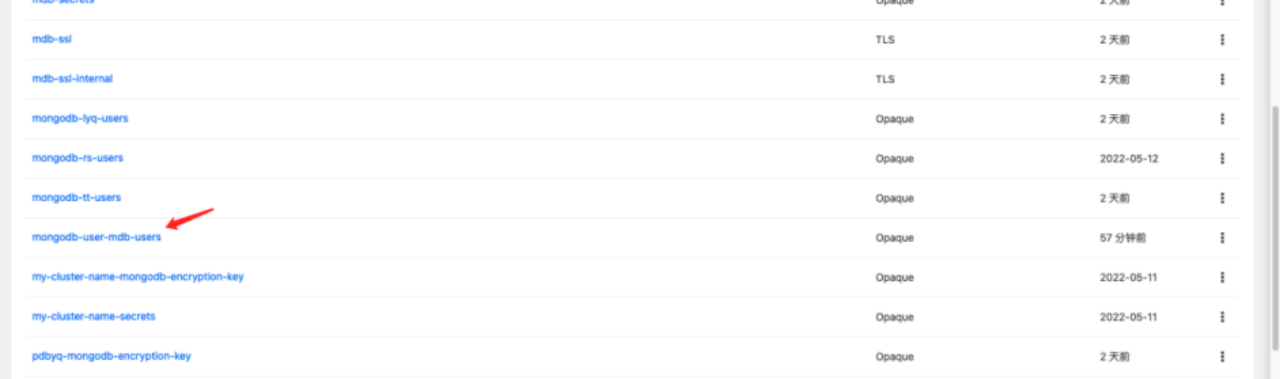 mdb-secrets Opaque 2 天前
mdb-ssl TLS 2 天前
mdb-ssl-internal TLS 2 天前
mongodb-lyq-users Opaque 2 天前
mongodb-rs-users Opaque 2022-05-12
mongodb-tt-users Opaque 2 天前
mongodb-user-mdb-users Opaque 57 分钟前
my-cluster-name-mongodb-encryption-key Opaque 2022-05-11
my-cluster-name-secrets Opaque 2022-05-11
pdbyq-mongodb-encryption-key Opaque 2 天前